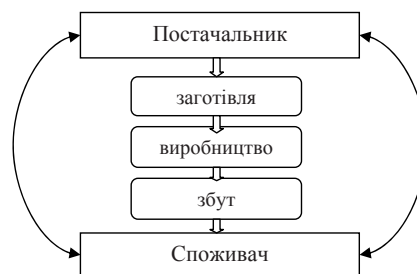 Постачальник
заготівля
виробництво
збут
Споживач